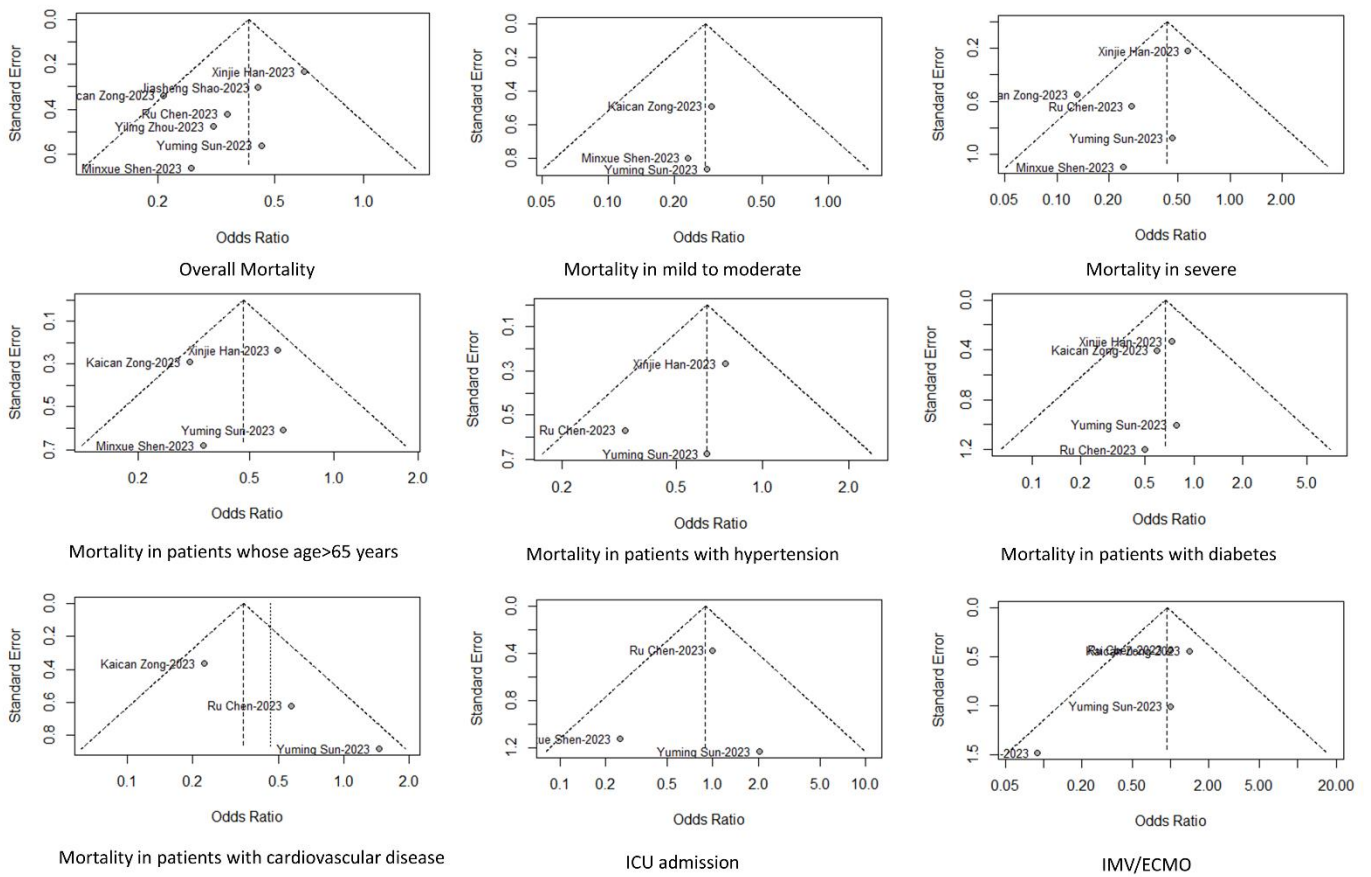 Standard Error
0.0
0.2
0.4
0.6
Xinjie Han-2023
Jiasheng Shao-2023
can Zong-2023
Ru Chen-2023
Yiling Zhou-2023
Yuming Sun-2023
Minxue Shen-2023
0.2 0.5 1.0
Odds Ratio
Overall Mortality
Standard Error
0.0
0.2
0.4
0.6
0.8
Kaican Zong-2023
Minxue Shen-2023
Yuming Sun-2023
0.05 0.10 0.20 0.50 1.00
Odds Ratio
Mortality in mild to moderate
Standard Error
0.2
0.6
1.0
Xinjie Han-2023
an Zong-2023
Ru Chen-2023
Yuming Sun-2023
Minxue Shen-2023
0.05 0.10 0.20 0.50 1.00 2.00
Odds Ratio
Mortality in severe
Standard Error
0.1
0.3
0.5
0.7
Xinjie Han-2023
Kaican Zong-2023
Yuming Sun-2023
Minxue Shen-2023
0.2 0.5 1.0 2.0
Odds Ratio
Mortality in patients whose age>65 years
Standard Error
0.1
0.3
0.5
0.7
Xinjie Han-2023
Ru Chen-2023
Yuming Sun-2023
0.2 0.5 1.0 2.0
Odds Ratio
Mortality in patients with hypertension
Standard Error
0.0
0.4
0.8
1.2
Xinjie Han-2023
Kaican Zong-2023
Yuming Sun-2023
Ru Chen-2023
0.1 0.2 0.5 1.0 2.0 5.0
Odds Ratio
Mortality in patients with diabetes
Standard Error
0.0
0.2
0.4
0.6
0.8
Kaican Zong-2023
Ru Chen-2023
Yuming Sun-2023
0.1 0.2 0.5 1.0 2.0
Odds Ratio
Mortality in patients with cardiovascular disease
Standard Error
0.0
0.4
0.8
1.2
Ru Chen-2023
ue Shen-2023
Yuming Sun-2023
0.1 0.2 0.5 1.0 2.0 5.0 10.0
Odds Ratio
ICU admission
Standard Error
0.0
0.5
1.0
1.5
Yuming Sun-2023
-2023
0.05 0.20 0.50 2.00 5.00 20.00
Odds Ratio
IMV/ECMO